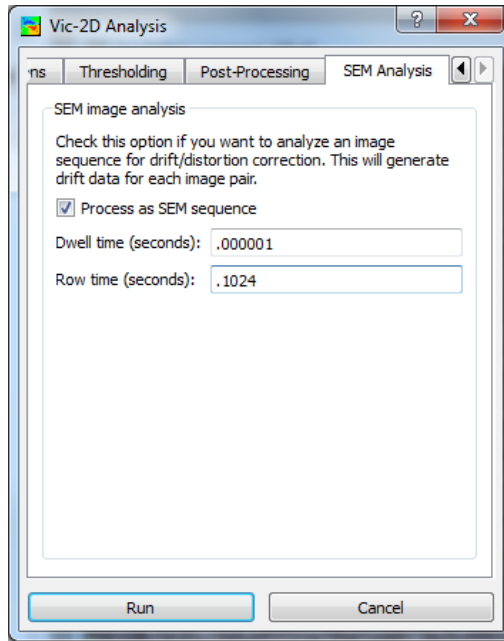 Vic-2D Analysis
ns Thresholding Post-Processing SEM Analysis
SEM image analysis
Check this option if you want to analyze an image
sequence for drift/distortion correction. This will generate
drift data for each image pair.
Process as SEM sequence
Dwell time (seconds): .000001
Row time (seconds): .1024
Run Cancel